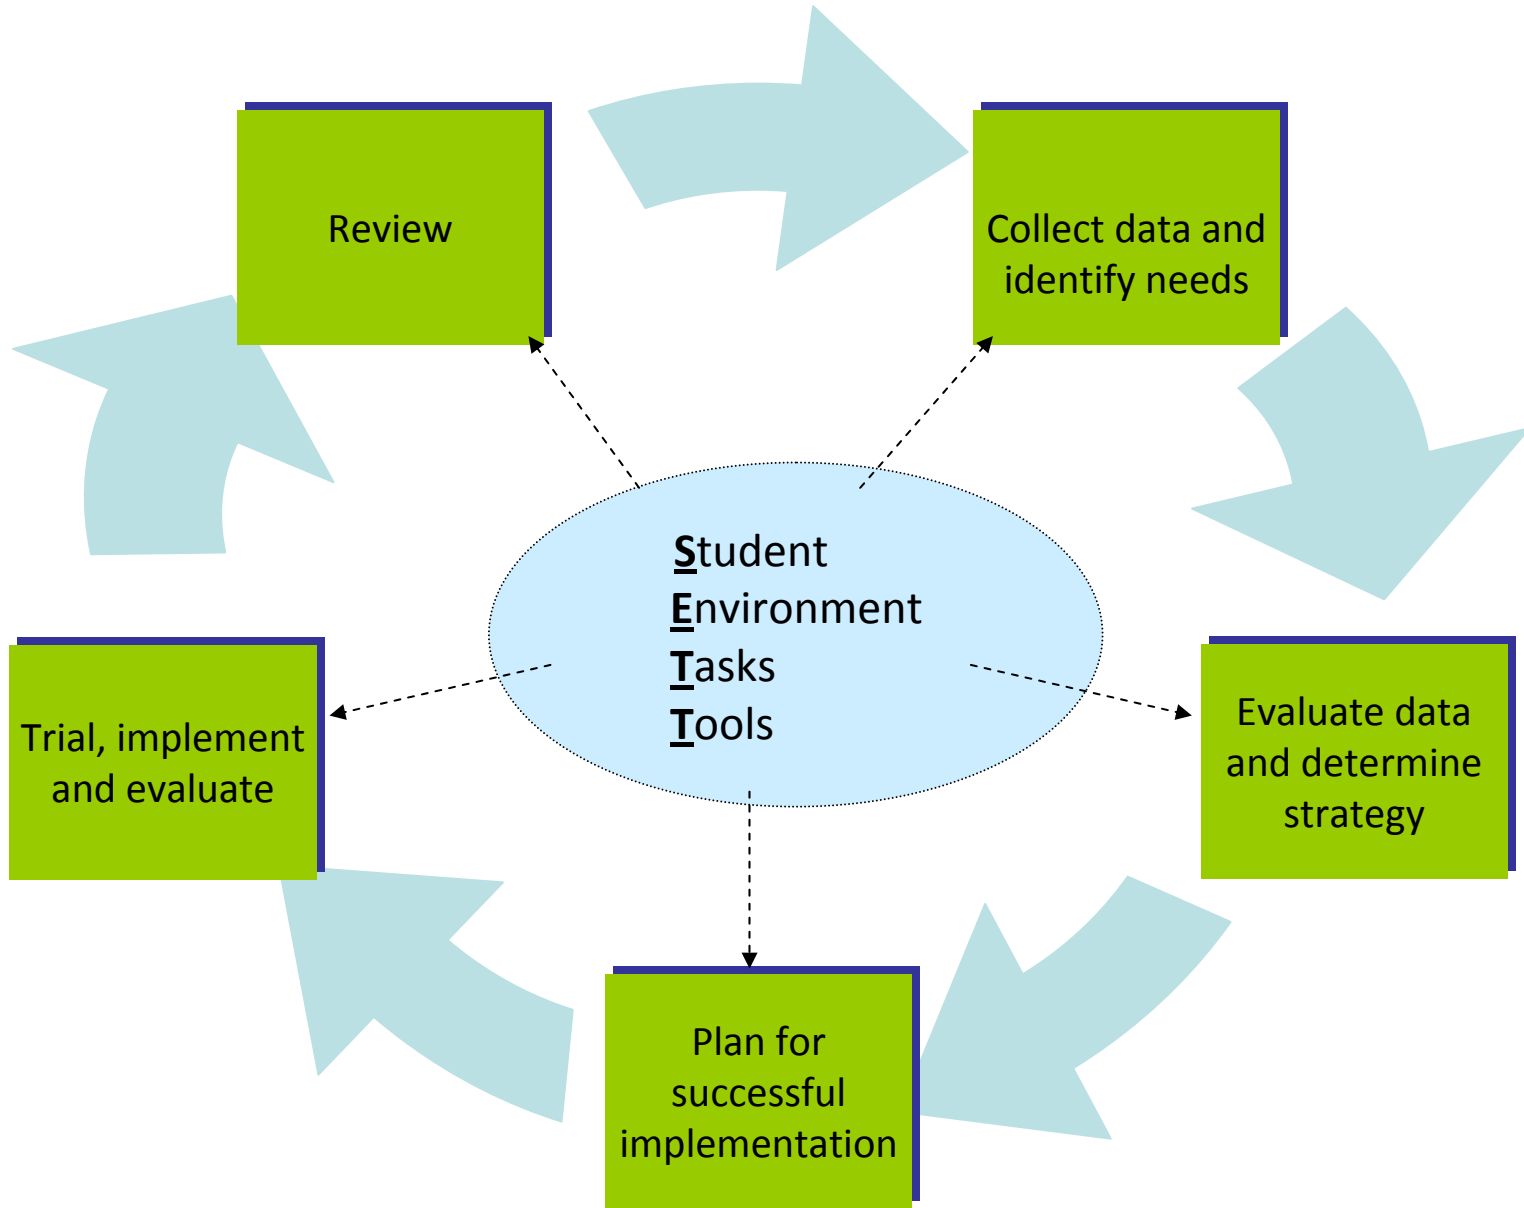 Review
Collect data and
identify needs
Student
Environment
Tasks
Tools
Trial, implement
and evaluate
Evaluate data
and determine
strategy
Plan for
successful
implementation